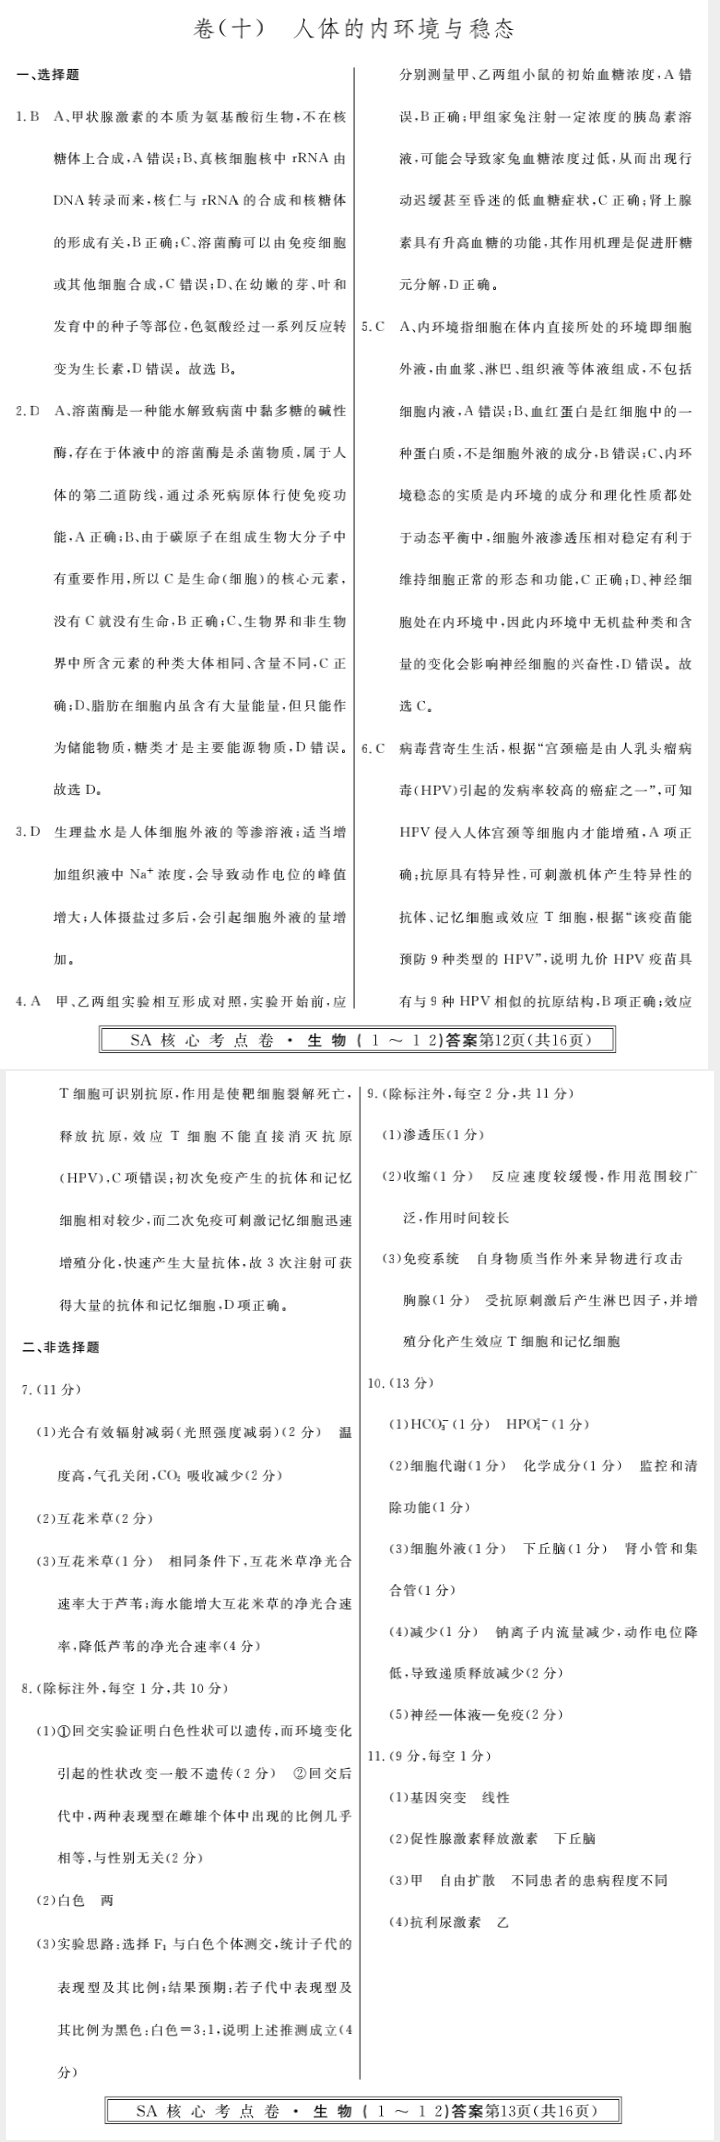 卷(十)　人体的内环境与稳态
一、选择题
1. B　A、甲状腺激素的本质为氨基酸衍生物,不在核
糖体上合成,A 错误;B、真核细胞核中 rRNA 由
DNA 转录而来,核仁与 rRNA 的合成和核糖体
的形成有关,B 正确;C、溶菌酶可以由免疫细胞
或其他细胞合成,C 错误;D、在幼嫩的芽、叶和
发育中的种子等部位,色氨酸经过一系列反应转
变为生长素,D 错误。故选 B。
2. D　A、溶菌酶是一种能水解致病菌中黏多糖的碱性
酶,存在于体液中的溶菌酶是杀菌物质,属于人
体的第二道防线,通过杀死病原体行使免疫功
能,A 正确;B、由于碳原子在组成生物大分子中
有重要作用,所以 C 是生命(细胞)的核心元素,
没有 C 就没有生命,B 正确;C、生物界和非生物
界中所含元素的种类大体相同、含量不同,C 正
确;D、脂肪在细胞内虽含有大量能量,但只能作
为储能物质,糖类才是主要能源物质,D 错误。
故选 D。
3. D　生理盐水是人体细胞外液的等渗溶液;适当增
加组织液中 Na⁺ 浓度,会导致动作电位的峰值
增大;人体摄盐过多后,会引起细胞外液的量增
加。
4. A　甲、乙两组实验相互形成对照,实验开始前,应
分别测量甲、乙两组小鼠的初始血糖浓度,A 错
误,B 正确;甲组家兔注射一定浓度的胰岛素溶
液,可能会导致家兔血糖浓度过低,从而出现行
动迟缓甚至昏迷的低血糖症状,C 正确;肾上腺
素具有升高血糖的功能,其作用机理是促进肝糖
元分解,D 正确。
5. C　A、内环境指细胞在体内直接所处的环境即细胞
外液,由血浆、淋巴、组织液等体液组成,不包括
细胞内液,A 错误;B、血红蛋白是红细胞中的一
种蛋白质,不是细胞外液的成分,B 错误;C、内环
境稳态的实质是内环境的成分和理化性质都处
于动态平衡中,细胞外液渗透压相对稳定有利于
维持细胞正常的形态和功能,C 正确;D、神经细
胞处在内环境中,因此内环境中无机盐种类和含
量的变化会影响神经细胞的兴奋性,D 错误。故
选 C。
6. C　病毒营寄生生活,根据“宫颈癌是由人乳头瘤病
毒(HPV)引起的发病率较高的癌症之一”,可知
HPV 侵入人体宫颈等细胞内才能增殖,A 项正
确;抗原具有特异性,可刺激机体产生特异性的
抗体、记忆细胞或效应 T 细胞,根据“该疫苗能
预防 9 种类型的 HPV”,说明九价 HPV 疫苗具
有与 9 种 HPV 相似的抗原结构,B 项正确;效应
SA 核心考点卷・生物(1～12)答案第12页(共16页)
T 细胞可识别抗原,作用是使靶细胞裂解死亡,
释放抗原,效应 T 细胞不能直接消灭抗原
(HPV),C 项错误;初次免疫产生的抗体和记忆
细胞相对较少,而二次免疫可刺激记忆细胞迅速
增殖分化,快速产生大量抗体,故 3 次注射可获
得大量的抗体和记忆细胞,D 项正确。
二、非选择题
7. (11 分)
(1)光合有效辐射减弱(光照强度减弱)(2 分)　温
度高,气孔关闭,CO₂ 吸收减少(2 分)
(2)互花米草(2 分)
(3)互花米草(1 分)　相同条件下,互花米草净光合
速率大于芦苇;海水能增大互花米草的净光合速
率,降低芦苇的净光合速率(4 分)
8. (除标注外,每空 1 分,共 10 分)
(1)①回交实验证明白色性状可以遗传,而环境变化
引起的性状改变一般不遗传(2 分)　②回交后
代中,两种表现型在雌雄个体中出现的比例几乎
相等,与性别无关(2 分)
(2)白色　两
(3)实验思路:选择 F₁ 与白色个体测交,统计子代的
表现型及其比例;结果预期:若子代中表现型及
其比例为黑色:白色＝3:1,说明上述推测成立(4
分)
9. (除标注外,每空 2 分,共 11 分)
(1)渗透压(1 分)
(2)收缩(1 分)　反应速度较缓慢,作用范围较广
泛,作用时间较长
(3)免疫系统　自身物质当作外来异物进行攻击
胸腺(1 分)　受抗原刺激后产生淋巴因子,并增
殖分化产生效应 T 细胞和记忆细胞
10. (13 分)
(1)HCO₃⁻(1 分)　HPO₄²⁻(1 分)
(2)细胞代谢(1 分)　化学成分(1 分)　监控和清
除功能(1 分)
(3)细胞外液(1 分)　下丘脑(1 分)　肾小管和集
合管(1 分)
(4)减少(1 分)　钠离子内流量减少,动作电位降
低,导致递质释放减少(2 分)
(5)神经—体液—免疫(2 分)
11. (9 分,每空 1 分)
(1)基因突变　线性
(2)促性腺激素释放激素　下丘脑
(3)甲　自由扩散　不同患者的患病程度不同
(4)抗利尿激素　乙
SA 核心考点卷・生物(1～12)答案第13页(共16页)